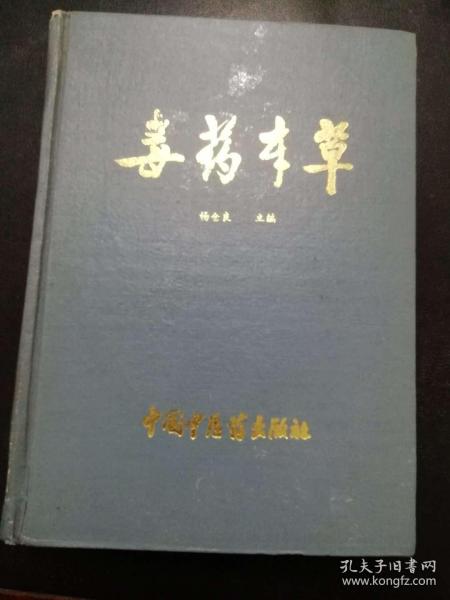 毒药本草
杨仓良 主编
中国中医药出版社
孔夫子旧书网
www.kongfz.com